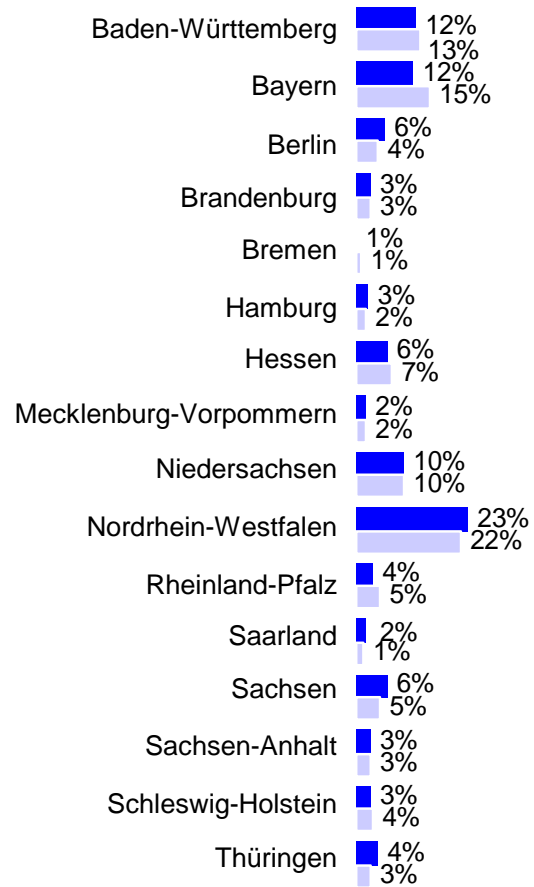 Baden-Württemberg 12%
13%
Bayern 12%
15%
Berlin 6%
4%
Brandenburg 3%
3%
Bremen 1%
1%
Hamburg 3%
2%
Hessen 6%
7%
Mecklenburg-Vorpommern 2%
2%
Niedersachsen 10%
10%
Nordrhein-Westfalen 23%
22%
Rheinland-Pfalz 4%
5%
Saarland 2%
1%
Sachsen 6%
5%
Sachsen-Anhalt 3%
3%
Schleswig-Holstein 3%
4%
Thüringen 4%
3%